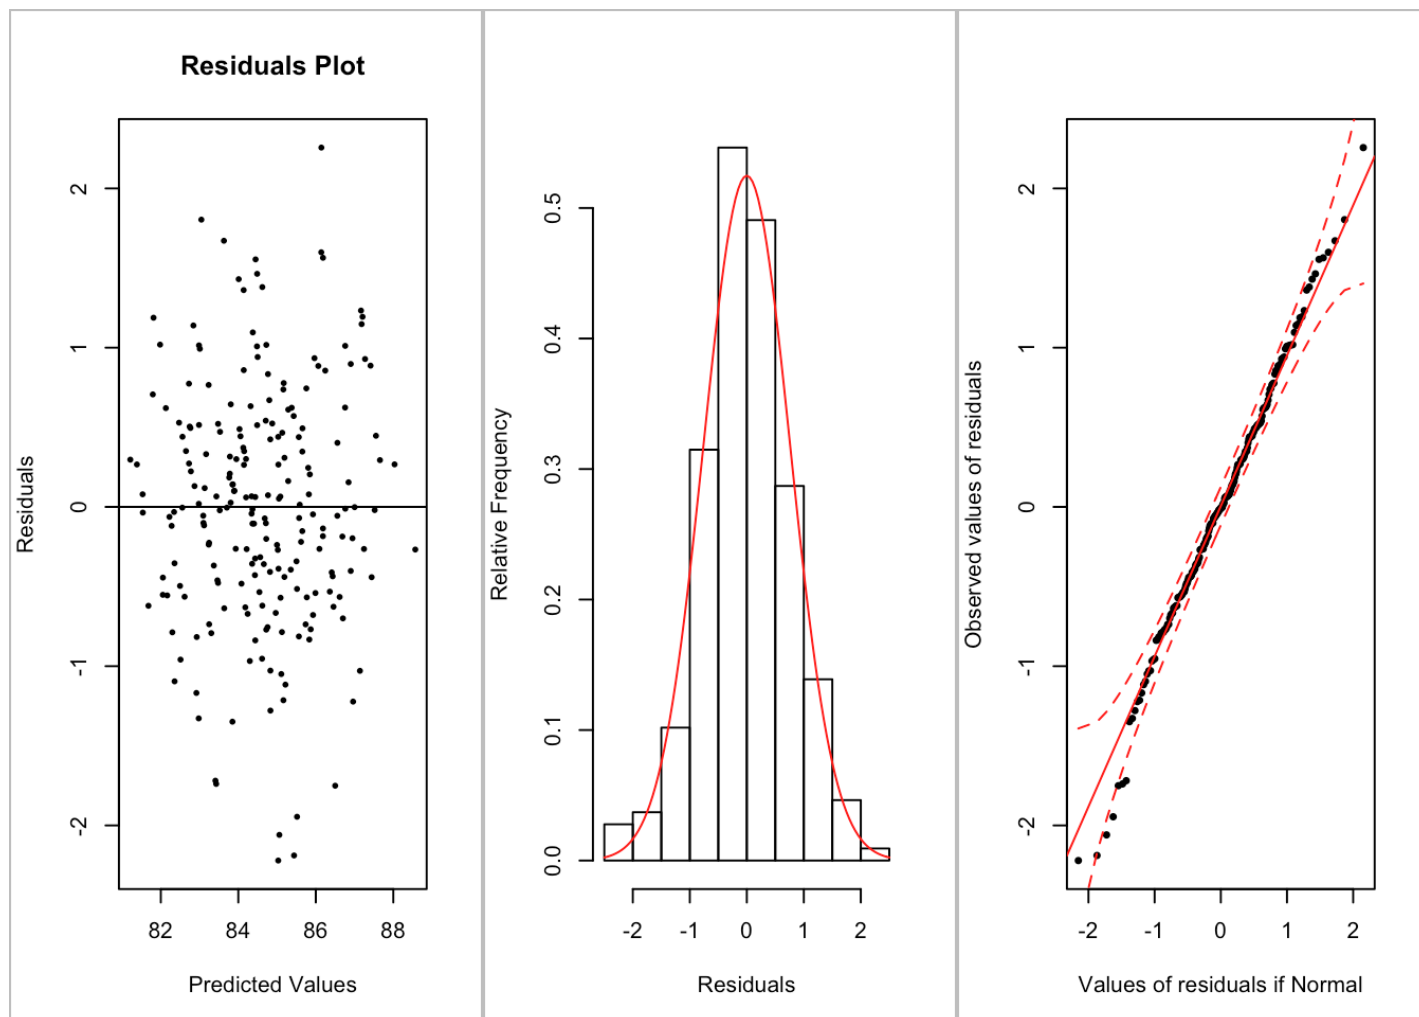 Residuals Plot
Residuals
2
1
0
-1
-2
82 84 86 88
Predicted Values
Relative Frequency
0.5
0.4
0.3
0.2
0.1
0.0
-2 -1 0 1 2
Residuals
Observed values of residuals
2
1
0
-1
-2
-2 -1 0 1 2
Values of residuals if Normal